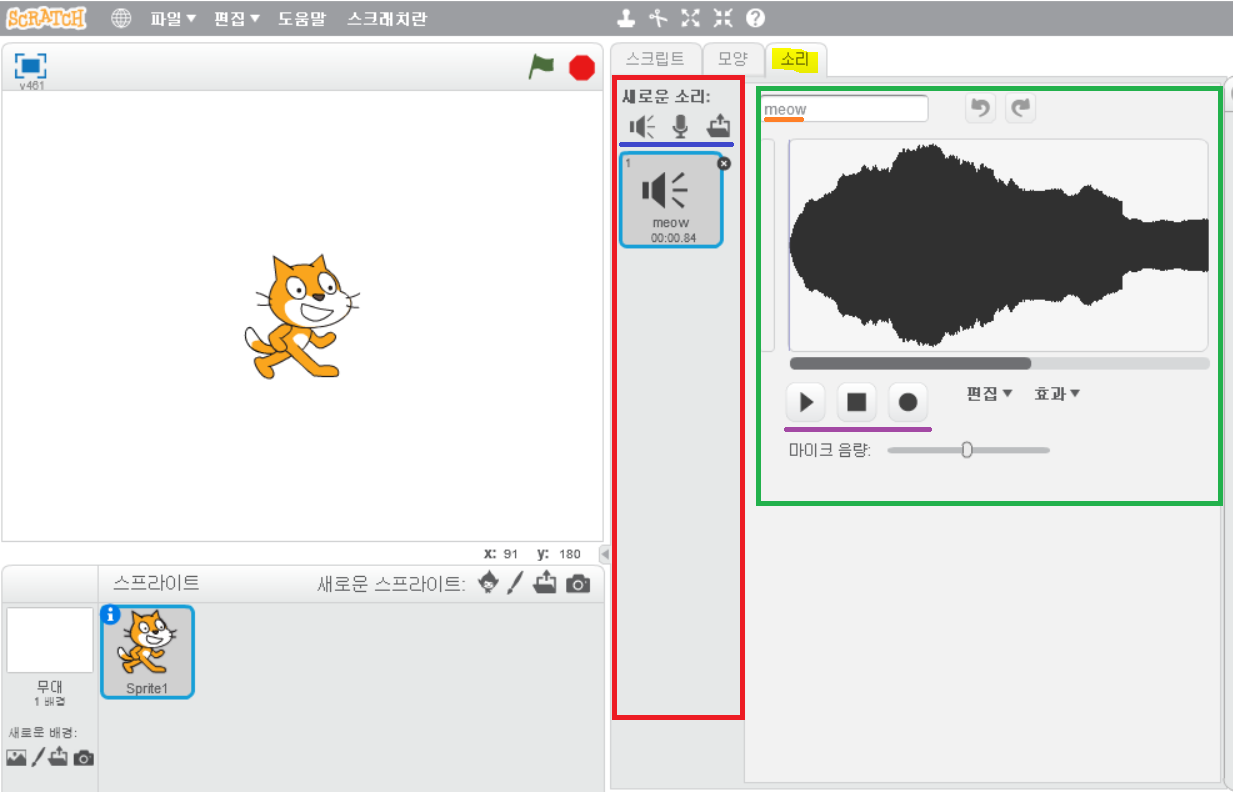 SCRATCH 파일 편집 도움말 스크래치란
v461
스크립트 모양 소리
새로운 소리:
1
meow
00:00.84
meow
편집 효과
마이크 음량:
x: 91 y: 180
스프라이트 새로운 스프라이트:
Sprite1
무대
1 배경
새로운 배경: